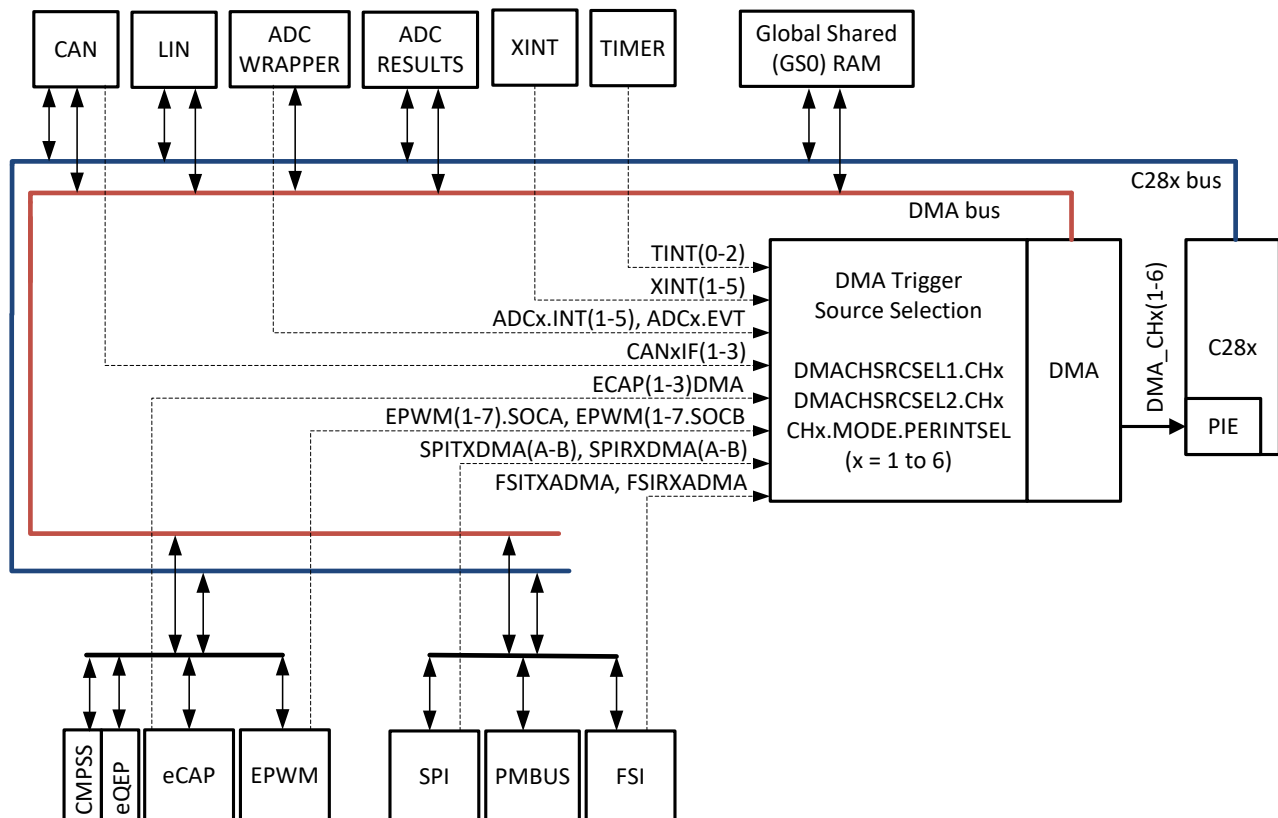 CAN
LIN
ADC
WRAPPER
ADC
RESULTS
XINT
TIMER
Global Shared
(GS0) RAM
C28x bus
DMA bus
TINT(0-2)
XINT(1-5)
ADCx.INT(1-5), ADCx.EVT
CANxIF(1-3)
ECAP(1-3)DMA
EPWM(1-7).SOCA, EPWM(1-7.SOCB
SPITXDMA(A-B), SPIRXDMA(A-B)
FSITXADMA, FSIRXADMA
DMA Trigger
Source Selection
DMACHSRCSEL1.CHx
DMACHSRCSEL2.CHx
CHx.MODE.PERINTSEL
(x = 1 to 6)
DMA
DMA_CHx(1-6)
C28x
PIE
CMPSS
eQEP
eCAP
EPWM
SPI
PMBUS
FSI